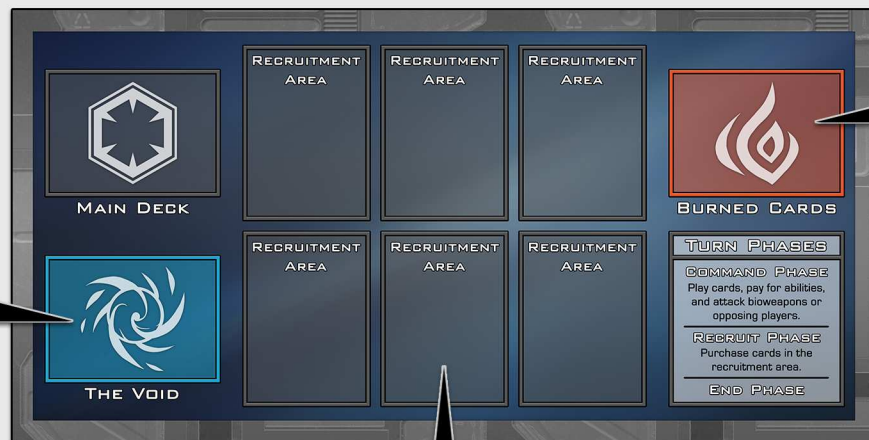 Recruitment
Area
Recruitment
Area
Recruitment
Area
Main Deck
Burned Cards
Recruitment
Area
Recruitment
Area
Recruitment
Area
The Void
Turn Phases
Command Phase
Play cards, pay for abilities,
and attack bioweapons or
opposing players.
Recruit Phase
Purchase cards in the
recruitment area.
End Phase